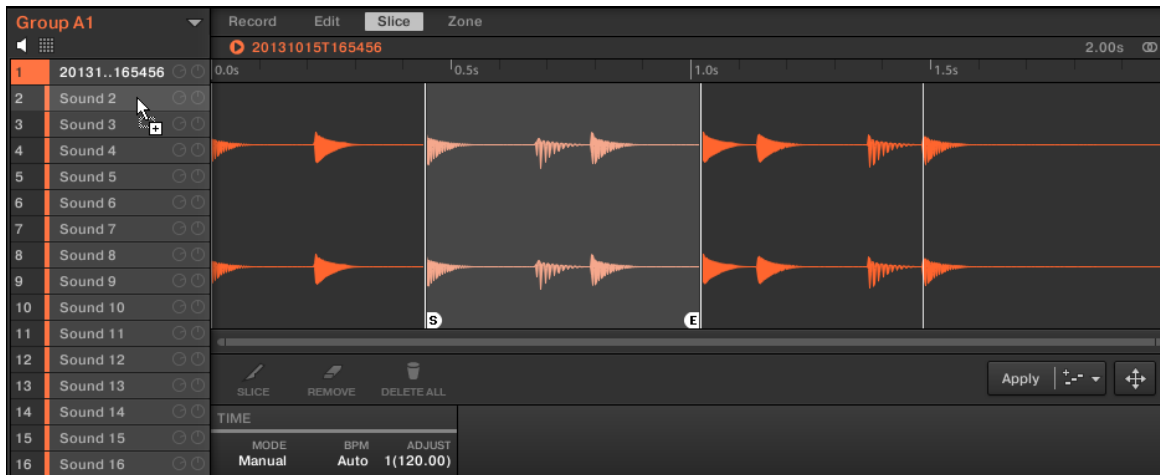 Group A1
Record Edit Slice Zone
20131015T165456 2.00s
1 20131..165456
0.0s 0.5s 1.0s 1.5s
2 Sound 2
3 Sound 3
4 Sound 4
5 Sound 5
6 Sound 6
7 Sound 7
8 Sound 8
9 Sound 9
10 Sound 10
11 Sound 11
12 Sound 12
13 Sound 13
14 Sound 14
15 Sound 15
16 Sound 16
S E
SLICE REMOVE DELETE ALL
Apply
TIME
MODE BPM ADJUST
Manual Auto 1(120.00)